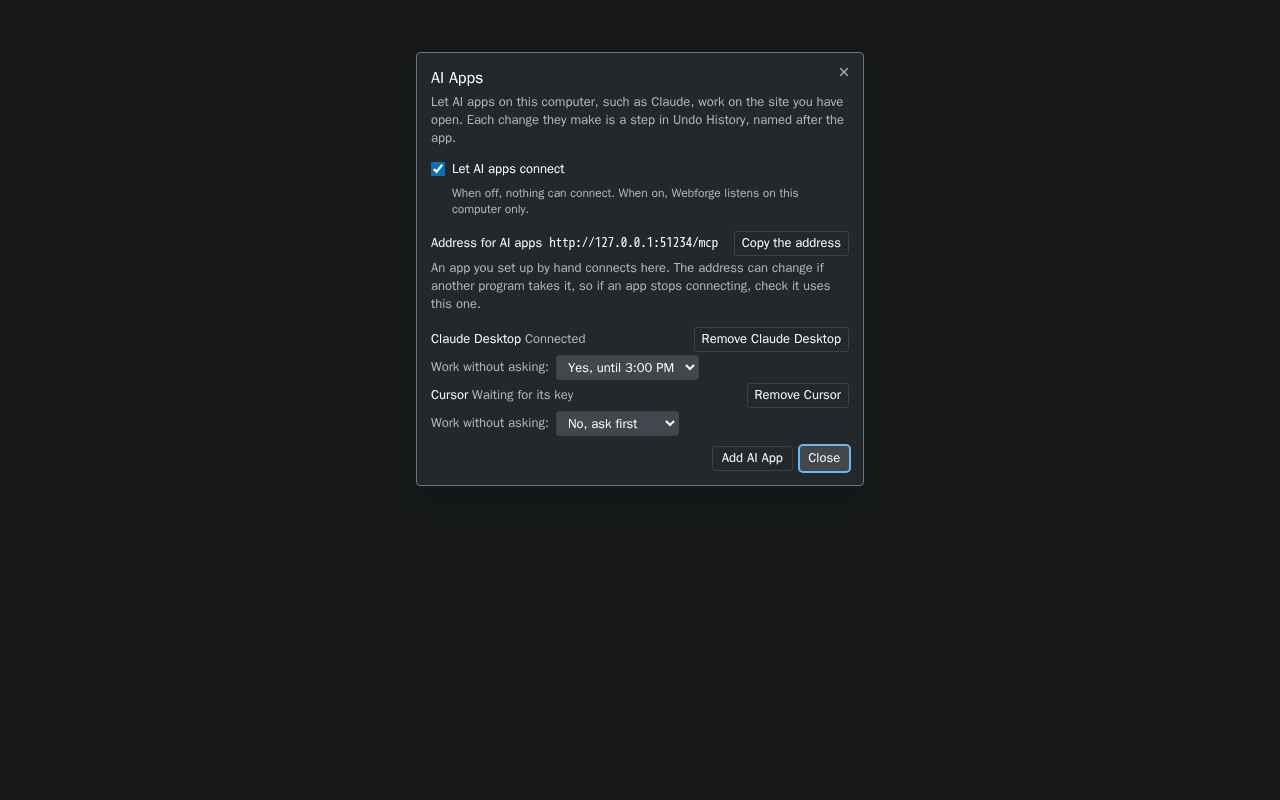 AI Apps
Let AI apps on this computer, such as Claude, work on the site you have
open. Each change they make is a step in Undo History, named after the
app.
Let AI apps connect
When off, nothing can connect. When on, Webforge listens on this
computer only.
Address for AI apps http://127.0.0.1:51234/mcp Copy the address
An app you set up by hand connects here. The address can change if
another program takes it, so if an app stops connecting, check it uses
this one.
Claude Desktop Connected Remove Claude Desktop
Work without asking: Yes, until 3:00 PM
Cursor Waiting for its key Remove Cursor
Work without asking: No, ask first
Add AI App Close